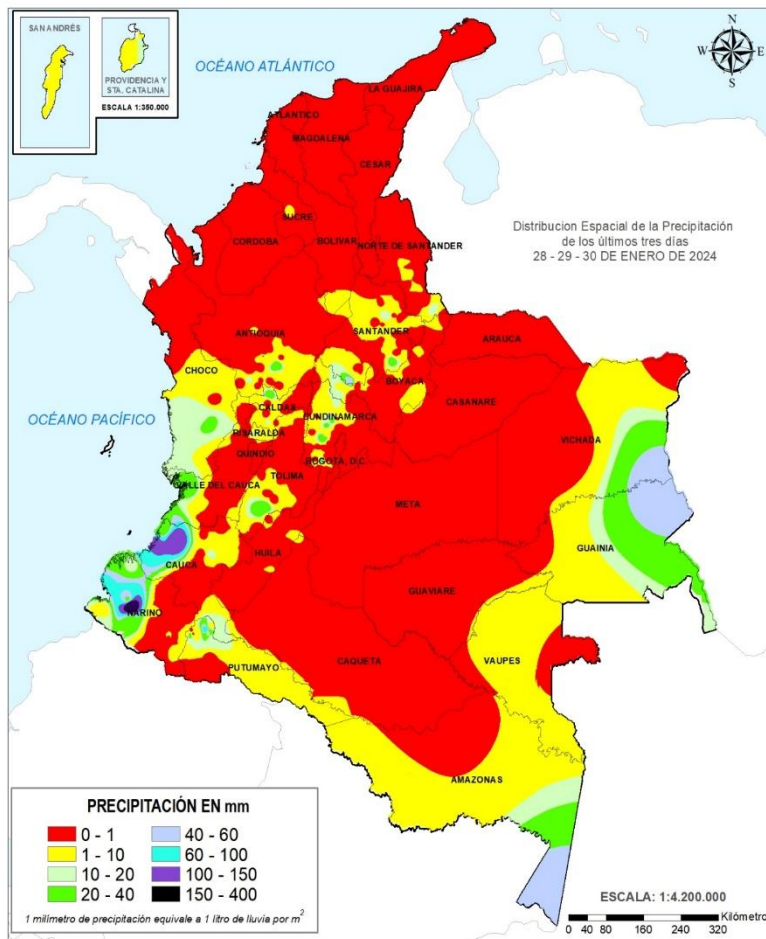 SAN ANDRÉS
PROVIDENCIA Y
STA. CATALINA
ESCALA 1:350.000
OCÉANO ATLÁNTICO
N
W
E
S
LA GUAJIRA
ATLANTICO
MAGDALENA
CESAR
SUCRE
CORDOBA
BOLIVAR
NORTE DE SANTANDER
Distribucion Espacial de la Precipitación
de los últimos tres días
28 - 29 - 30 DE ENERO DE 2024
ANTIOQUIA
SANTANDER
ARAUCA
CHOCO
BOYACA
OCÉANO PACÍFICO
CALDAS
CUNDINAMARCA
CASANARE
RISARALDA
VICHADA
QUINDIO
BOGOTA, D.C
TOLIMA
VALLE DEL CAUCA
META
GUAINIA
CAUCA
HUILA
GUAVIARE
NARIÑO
VAUPES
PUTUMAYO
CAQUETA
AMAZONAS
PRECIPITACIÓN EN mm
0 - 1
40 - 60
1 - 10
60 - 100
10 - 20
100 - 150
20 - 40
150 - 400
1 milímetro de precipitación equivale a 1 litro de lluvia por m²
ESCALA: 1:4.200.000
Kilómetro
0 40 80 160 240 320